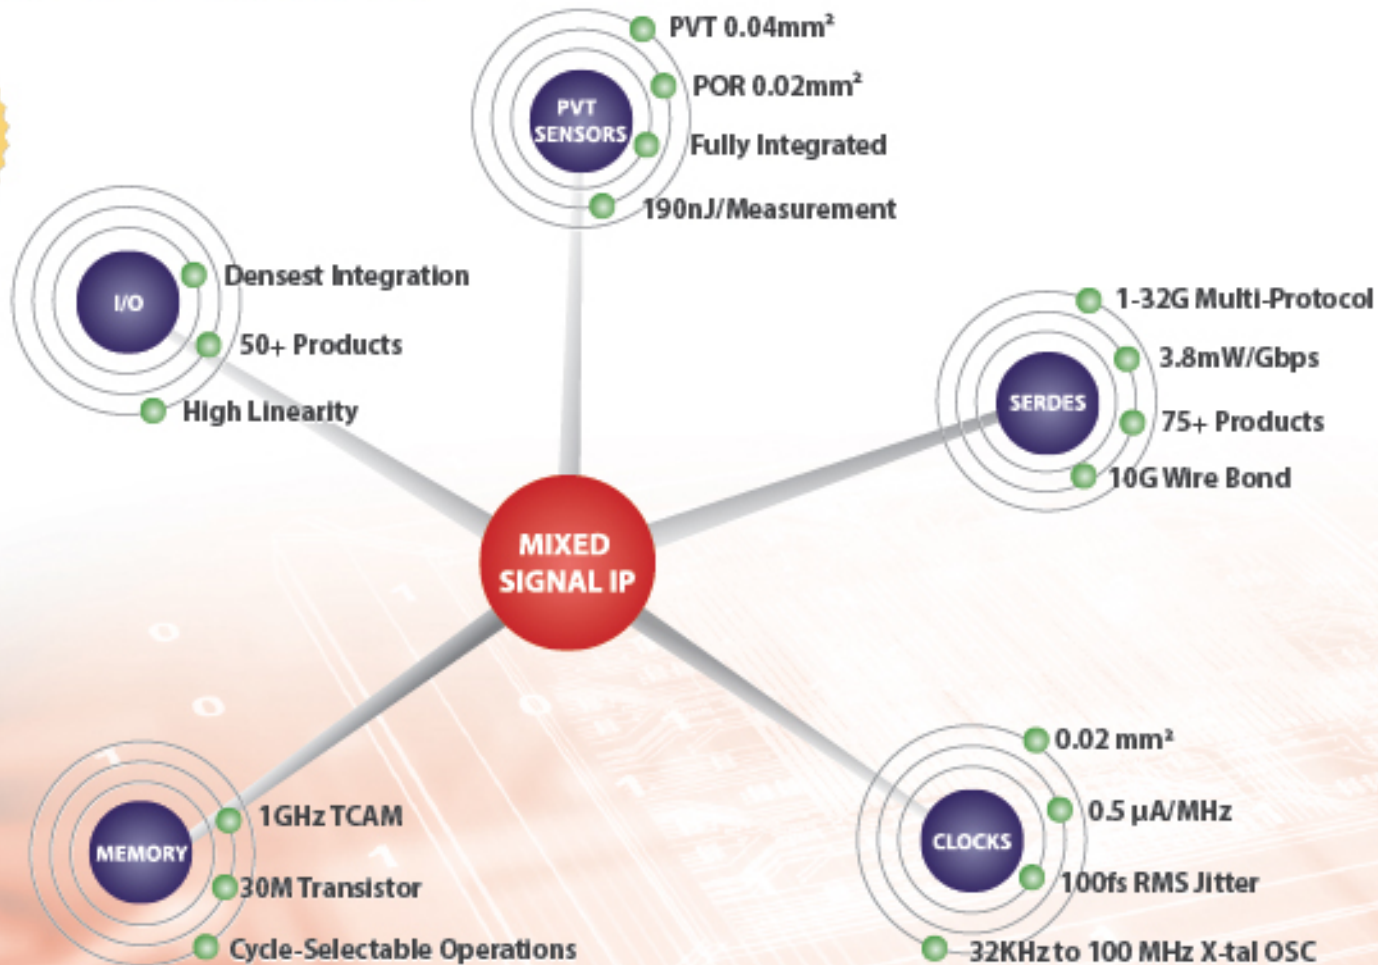 PVT 0.04mm²
POR 0.02mm²
Fully Integrated
190nJ/Measurement
PVT
SENSORS
I/O
Densest Integration
50+ Products
High Linearity
SERDES
1-32G Multi-Protocol
3.8mW/Gbps
75+ Products
10G Wire Bond
MIXED
SIGNAL IP
MEMORY
1GHz TCAM
30M Transistor
Cycle-Selectable Operations
CLOCKS
0.02 mm²
0.5 µA/MHz
100fs RMS Jitter
32KHz to 100 MHz X-tal OSC